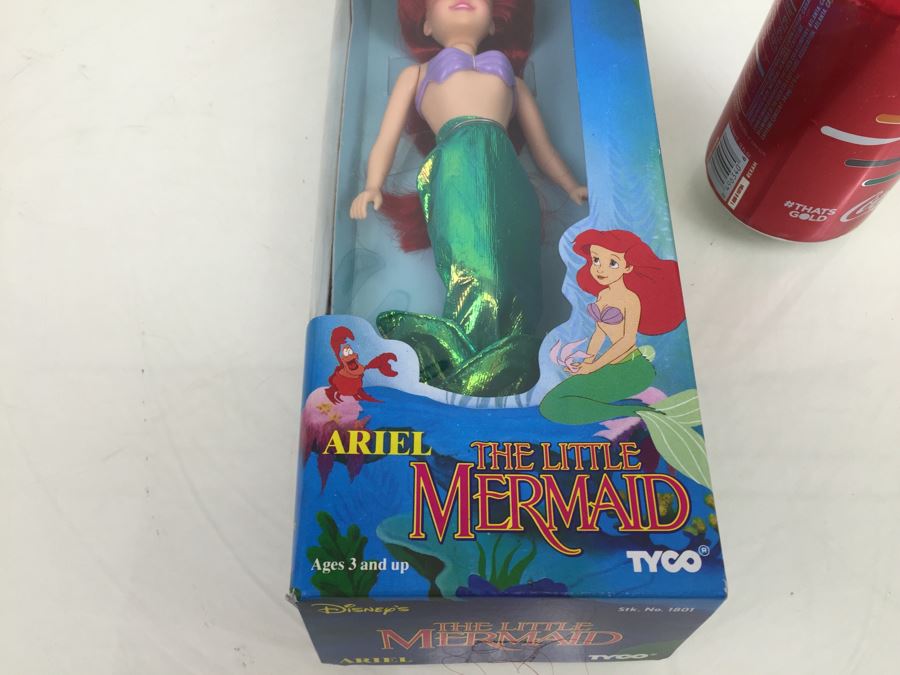 #THATS
GOLD
ARIEL
THE LITTLE
MERMAID
TYCO®
Ages 3 and up
DISNEY'S
Stk. No. 1801
THE LITTLE
MERMAID
ARIEL
TYCO